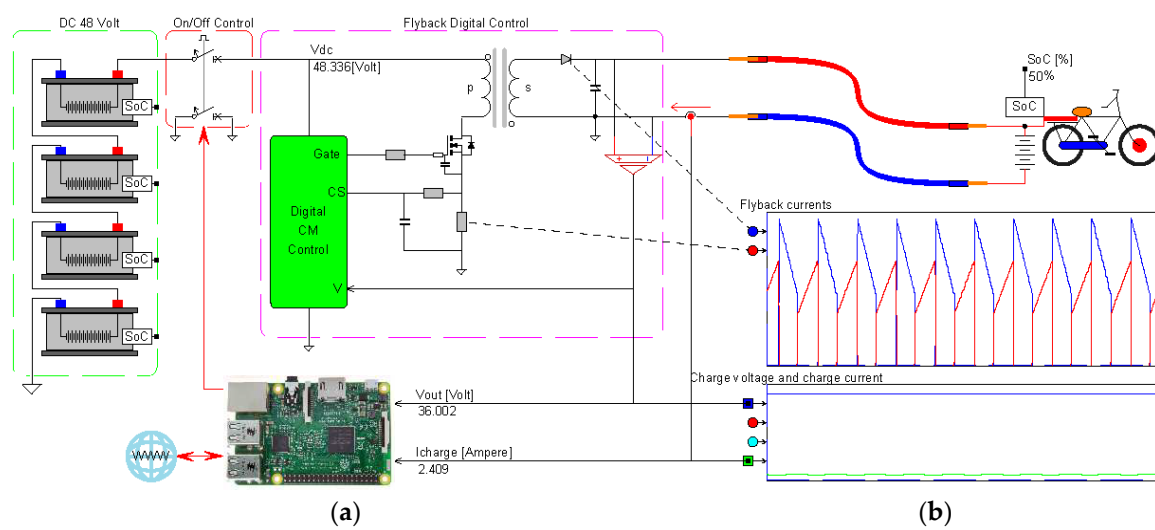 DC 48 Volt
On/Off Control
Flyback Digital Control
Vdc
48.336[Volt]
SoC [%]
50%
SoC
SoC
SoC
SoC
SoC
p
s
Gate
CS
Digital
CM
Control
V
+
-
Flyback currents
Charge voltage and charge current
Vout [Volt]
36.002
Icharge [Ampere]
2.409
(a)
(b)